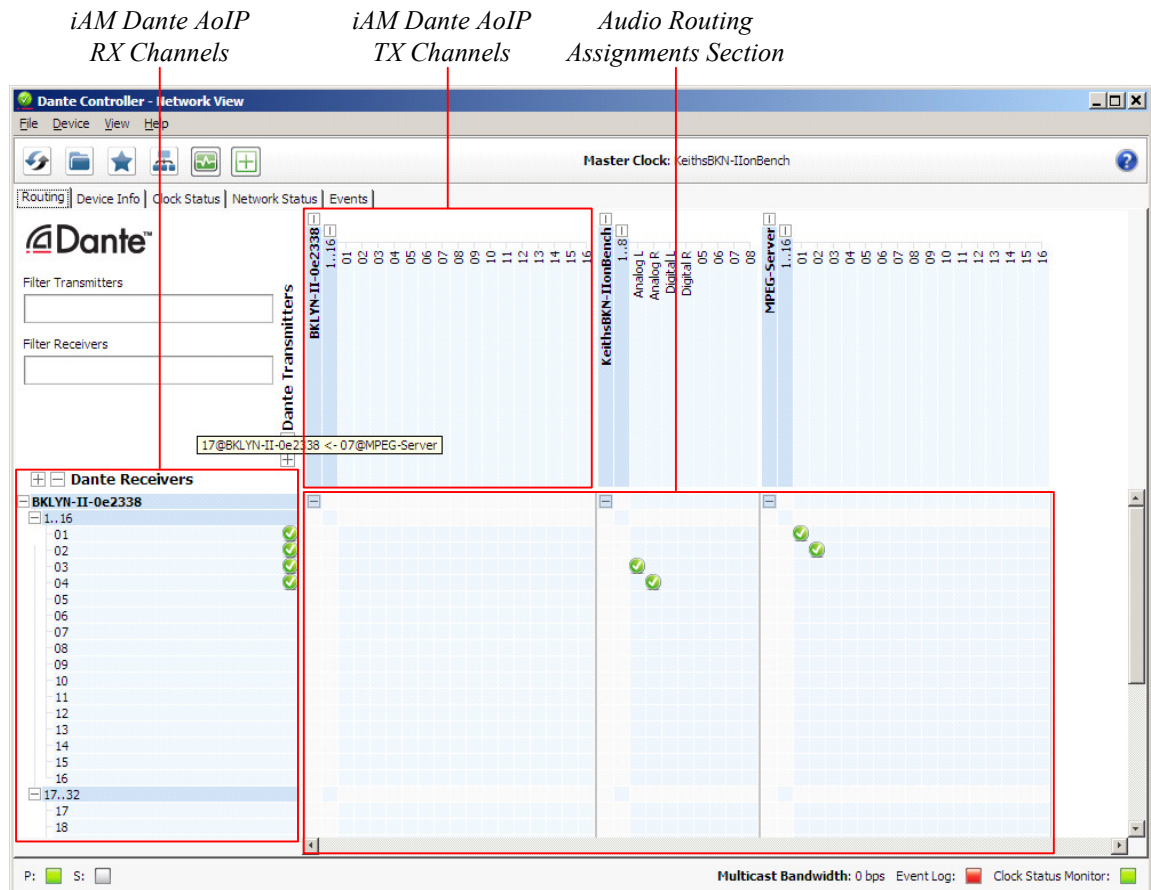 iAM Dante AoIP
RX Channels
iAM Dante AoIP
TX Channels
Audio Routing
Assignments Section
Dante Controller - Network View
File Device View Help
Master Clock: KeithsBKN-IIonBench
?
Routing Device Info Clock Status Network Status Events
Dante™
Filter Transmitters
Filter Receivers
Dante Transmitters
BKLYN-II-0e2338
1..16
01
02
03
04
05
06
07
08
09
10
11
12
13
14
15
16
KeithsBKN-IIonBench
1..8
Analog L
Analog R
Digital L
Digital R
05
06
07
08
MPEG-Server
1..16
01
02
03
04
05
06
07
08
09
10
11
12
13
14
15
16
17@BKLYN-II-0e2338 <- 07@MPEG-Server
Dante Receivers
BKLYN-II-0e2338
1..16
01
02
03
04
05
06
07
08
09
10
11
12
13
14
15
16
17..32
17
18
P: S: Multicast Bandwidth: 0 bps Event Log: Clock Status Monitor: